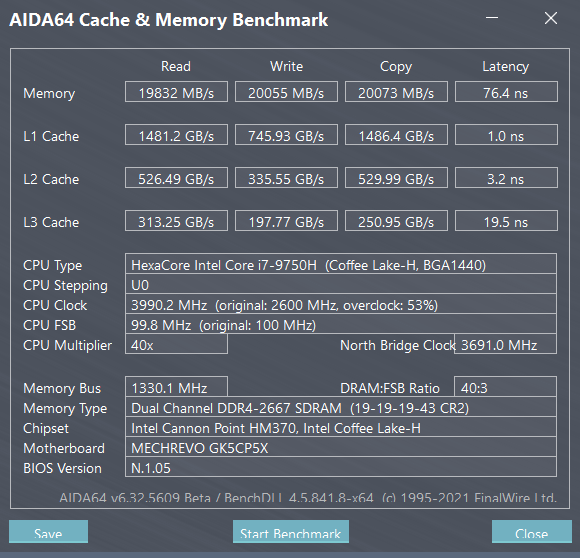 AIDA64 Cache & Memory Benchmark
Read Write Copy Latency
Memory 19832 MB/s 20055 MB/s 20073 MB/s 76.4 ns
L1 Cache 1481.2 GB/s 745.93 GB/s 1486.4 GB/s 1.0 ns
L2 Cache 526.49 GB/s 335.55 GB/s 529.99 GB/s 3.2 ns
L3 Cache 313.25 GB/s 197.77 GB/s 250.95 GB/s 19.5 ns
CPU Type HexaCore Intel Core i7-9750H (Coffee Lake-H, BGA1440)
CPU Stepping U0
CPU Clock 3990.2 MHz (original: 2600 MHz, overclock: 53%)
CPU FSB 99.8 MHz (original: 100 MHz)
CPU Multiplier 40x North Bridge Clock 3691.0 MHz
Memory Bus 1330.1 MHz DRAM:FSB Ratio 40:3
Memory Type Dual Channel DDR4-2667 SDRAM (19-19-19-43 CR2)
Chipset Intel Cannon Point HM370, Intel Coffee Lake-H
Motherboard MECHREVO GK5CP5X
BIOS Version N.1.05
AIDA64 v6.32.5609 Beta / BenchDLL 4.5.841.8-x64 (c) 1995-2021 FinalWire Ltd.
Save Start Benchmark Close